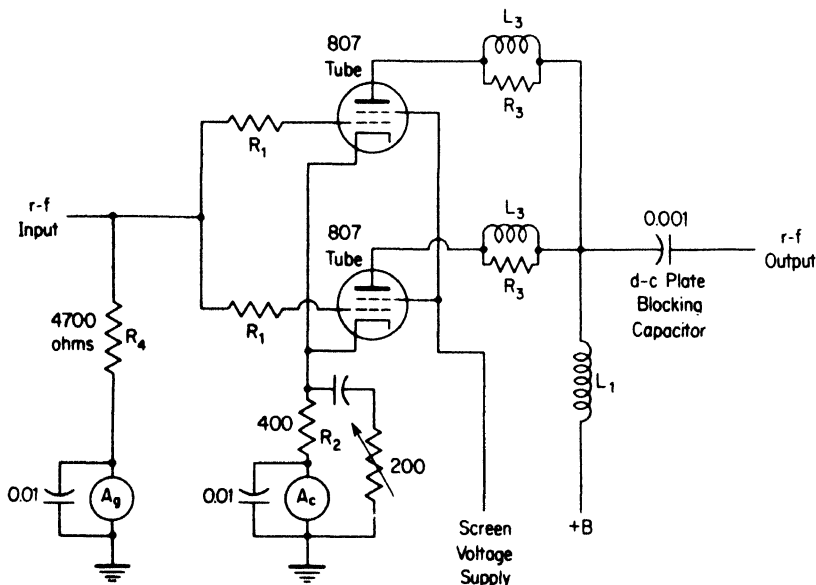 807
Tube
L3
R3
R1
r-f
Input
807
Tube
L3
R3
0.001
r-f
Output
d-c Plate
Blocking
Capacitor
4700
ohms
R4
R1
L1
400
R2
200
0.01
Ag
0.01
Ac
Screen
Voltage
Supply
+B